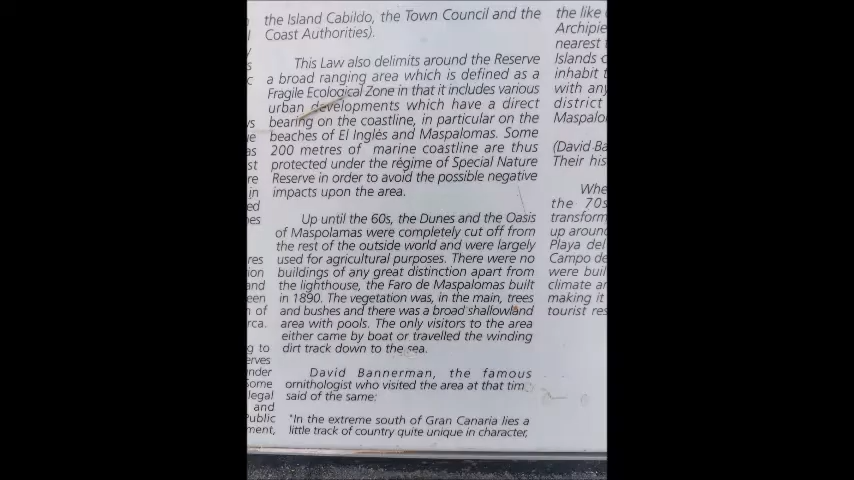 the Island Cabildo, the Town Council and the
Coast Authorities).
This Law also delimits around the Reserve
a broad ranging area which is defined as a
Fragile Ecological Zone in that it includes various
urban developments which have a direct
bearing on the coastline, in particular on the
beaches of El Inglés and Maspalomas. Some
200 metres of marine coastline are thus
protected under the régime of Special Nature
Reserve in order to avoid the possible negative
impacts upon the area.
Up until the 60s, the Dunes and the Oasis
of Maspolamas were completely cut off from
the rest of the outside world and were largely
used for agricultural purposes. There were no
buildings of any great distinction apart from
the lighthouse, the Faro de Maspalomas built
in 1890. The vegetation was, in the main, trees
and bushes and there was a broad shallowland
area with pools. The only visitors to the area
either came by boat or travelled the winding
dirt track down to the sea.
David Bannerman, the famous
ornithologist who visited the area at that tim
said of the same:
"In the extreme south of Gran Canaria lies a
little track of country quite unique in character,
the like
Archipie
nearest
Islands
inhabit
with any
district
Maspalo
(David Ba
Their his
Whe
the 70s
transform
up around
Playa del
Campo de
were buil
climate an
making it
tourist res